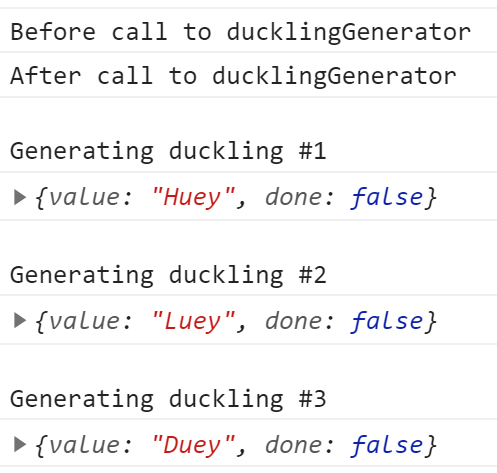 Before call to ducklingGenerator
After call to ducklingGenerator
Generating duckling #1
▶{value: "Huey", done: false}
Generating duckling #2
▶{value: "Luey", done: false}
Generating duckling #3
▶{value: "Duey", done: false}